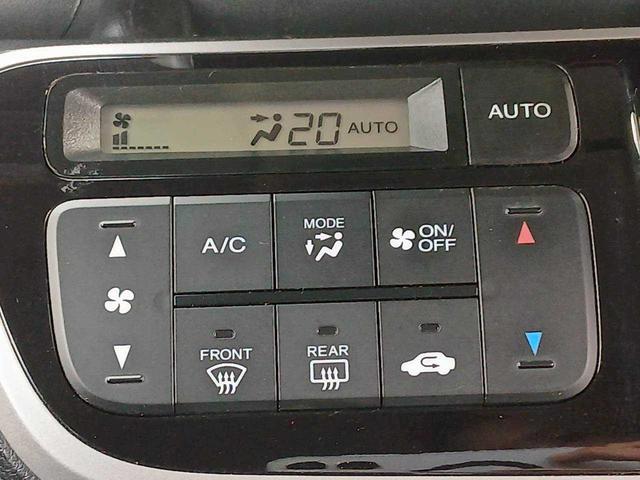 20 AUTO
AUTO
A/C
MODE
ON/
OFF
FRONT
REAR